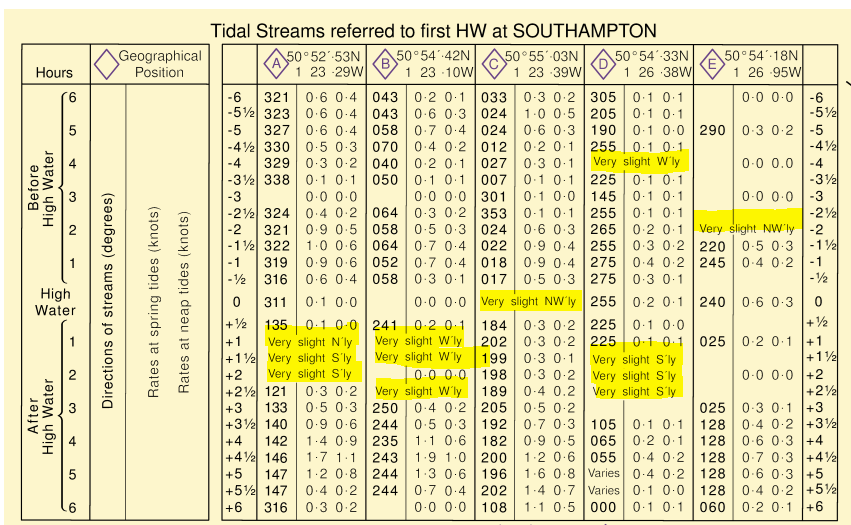 Tidal Streams referred to first HW at SOUTHAMPTON
Hours Geographical Position A 50°52´·53N 1 23 ·29W B 50°54´·42N 1 23 ·10W C 50°55´·03N 1 23 ·39W D 50°54´·33N 1 26 ·38W E 50°54´·18N 1 26 ·95W
Before High Water
High Water
After High Water
Directions of streams (degrees)
Rates at spring tides (knots)
Rates at neap tides (knots)
6 -6 321 0·6 0·4 043 0·2 0·1 033 0·3 0·2 305 0·1 0·1 0·0 0·0 -6
-5½ 323 0·6 0·4 043 0·6 0·3 024 1·0 0·5 205 0·1 0·1 -5½
5 -5 327 0·6 0·4 058 0·7 0·4 024 0·6 0·3 190 0·1 0·0 290 0·3 0·2 -5
-4½ 330 0·5 0·3 070 0·4 0·2 012 0·2 0·1 255 0·1 0·1 -4½
4 -4 329 0·3 0·2 040 0·2 0·1 027 0·3 0·1 Very slight W´ly 0·0 0·0 -4
-3½ 338 0·1 0·1 050 0·1 0·1 007 0·1 0·1 225 0·1 0·1 -3½
3 -3 0·0 0·0 0·0 0·0 301 0·1 0·0 145 0·1 0·1 0·0 0·0 -3
-2½ 324 0·4 0·2 064 0·3 0·2 353 0·1 0·1 255 0·1 0·1 -2½
2 -2 321 0·9 0·5 058 0·5 0·3 024 0·6 0·3 265 0·2 0·1 Very slight NW´ly -2
-1½ 322 1·0 0·6 064 0·7 0·4 022 0·9 0·4 255 0·3 0·2 220 0·5 0·3 -1½
1 -1 319 0·9 0·6 052 0·7 0·4 018 0·9 0·4 275 0·4 0·2 245 0·4 0·2 -1
-½ 316 0·6 0·4 058 0·3 0·1 017 0·5 0·3 275 0·3 0·1 -½
0 311 0·1 0·0 0·0 0·0 Very slight NW´ly 255 0·2 0·1 240 0·6 0·3 0
+½ 135 0·1 0·0 241 0·2 0·1 184 0·3 0·2 225 0·1 0·0 +½
1 +1 Very slight N´ly Very slight W´ly 202 0·3 0·2 225 0·1 0·1 025 0·2 0·1 +1
+1½ Very slight S´ly Very slight W´ly 199 0·3 0·1 Very slight S´ly +1½
2 +2 Very slight S´ly 0·0 0·0 198 0·3 0·2 Very slight S´ly 0·0 0·0 +2
+2½ 121 0·3 0·2 Very slight W´ly 189 0·4 0·2 Very slight S´ly +2½
3 +3 133 0·5 0·3 250 0·4 0·2 205 0·5 0·2 025 0·3 0·1 +3
+3½ 140 0·9 0·6 244 0·5 0·3 192 0·7 0·3 105 0·1 0·1 128 0·4 0·2 +3½
4 +4 142 1·4 0·9 235 1·1 0·6 182 0·9 0·5 065 0·2 0·1 128 0·6 0·3 +4
+4½ 146 1·7 1·1 243 1·9 1·0 200 1·2 0·6 055 0·4 0·2 128 0·7 0·3 +4½
5 +5 147 1·2 0·8 244 1·3 0·6 196 1·6 0·8 Varies 0·4 0·2 128 0·6 0·3 +5
+5½ 147 0·4 0·2 244 0·7 0·4 202 1·4 0·7 Varies 0·1 0·0 128 0·4 0·2 +5½
6 +6 316 0·3 0·2 0·0 0·0 108 1·1 0·5 000 0·1 0·1 060 0·2 0·1 +6